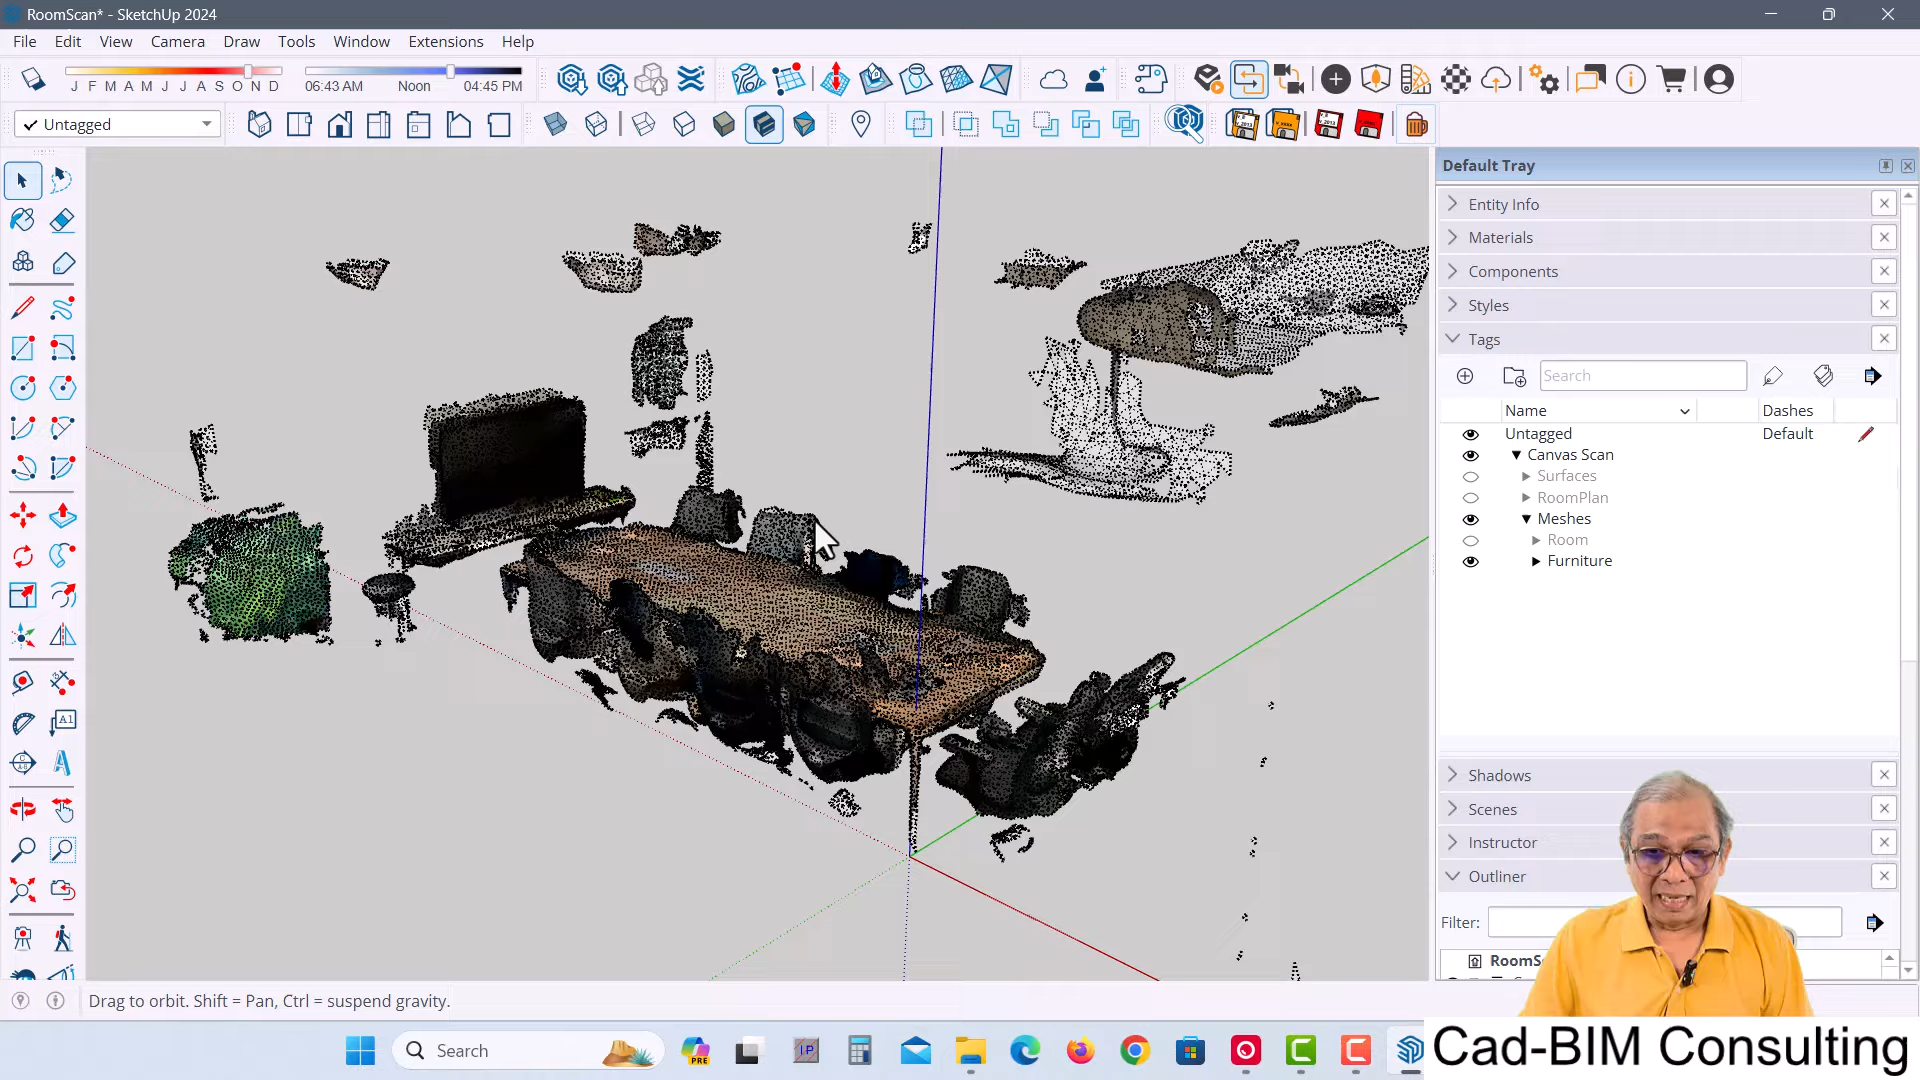 RoomScan* - SketchUp 2024
File Edit View Camera Draw Tools Window Extensions Help
J F M A M J J A S O N D
06:43 AM Noon 04:45 PM
Untagged
Default Tray
Entity Info
Materials
Components
Styles
Tags
Search
Name Dashes
Untagged Default
Canvas Scan
Surfaces
RoomPlan
Meshes
Room
Furniture
Shadows
Scenes
Instructor
Outliner
Filter:
Drag to orbit. Shift = Pan, Ctrl = suspend gravity.
Search
PRE
IP
Cad-BIM Consulting